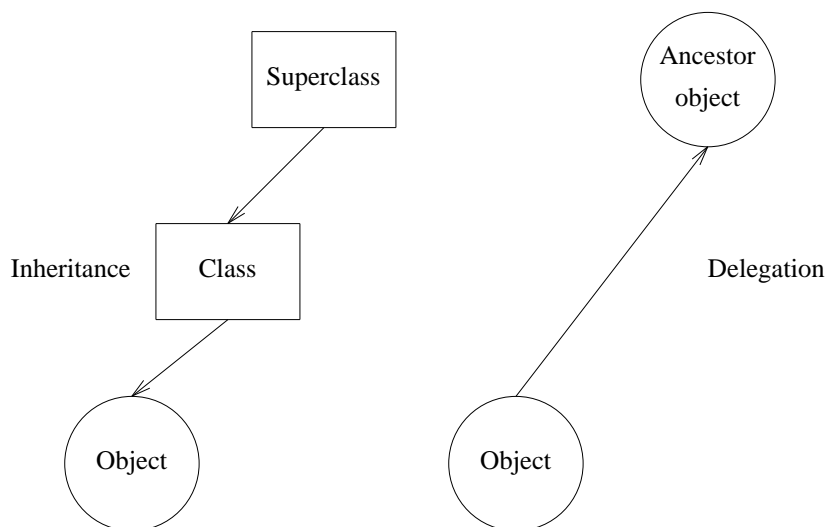 Superclass
Ancestor
object
Inheritance
Class
Delegation
Object
Object